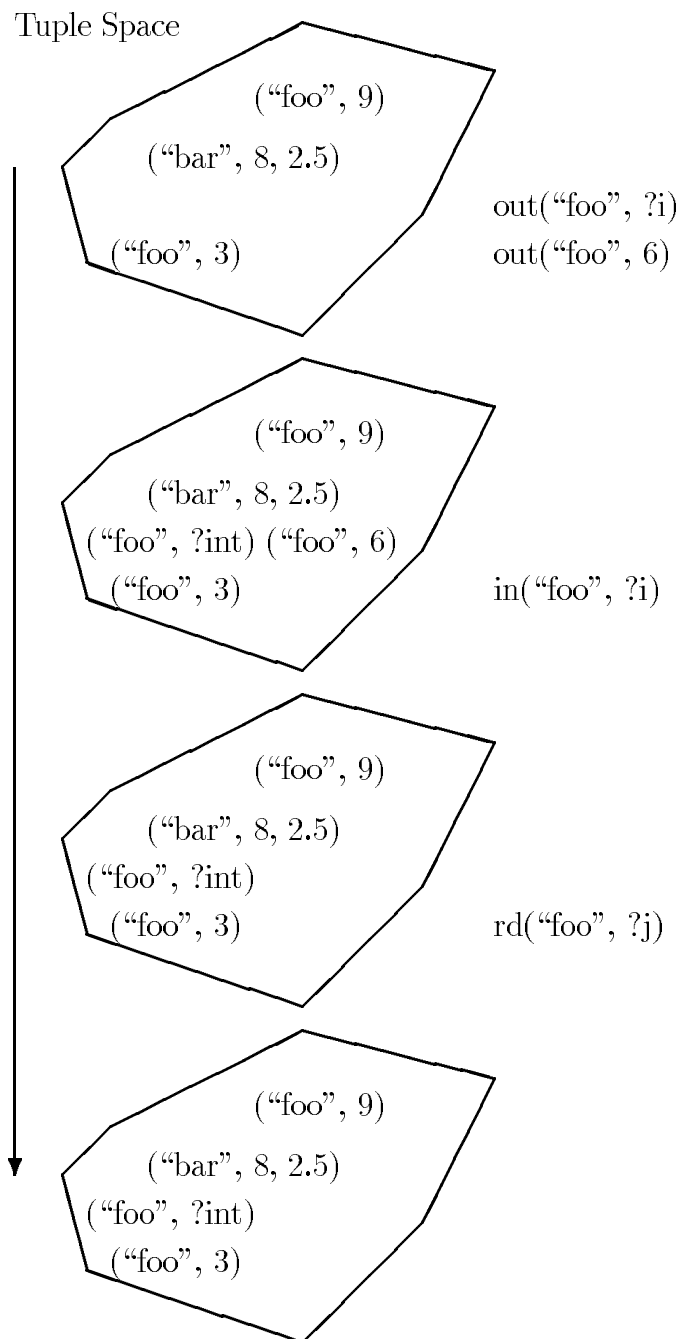 Tuple Space
(“foo”, 9)
(“bar”, 8, 2.5)
out(“foo”, ?i)
(“foo”, 3)
out(“foo”, 6)
(“foo”, 9)
(“bar”, 8, 2.5)
(“foo”, ?int) (“foo”, 6)
(“foo”, 3)
in(“foo”, ?i)
(“foo”, 9)
(“bar”, 8, 2.5)
(“foo”, ?int)
(“foo”, 3)
rd(“foo”, ?j)
(“foo”, 9)
(“bar”, 8, 2.5)
(“foo”, ?int)
(“foo”, 3)